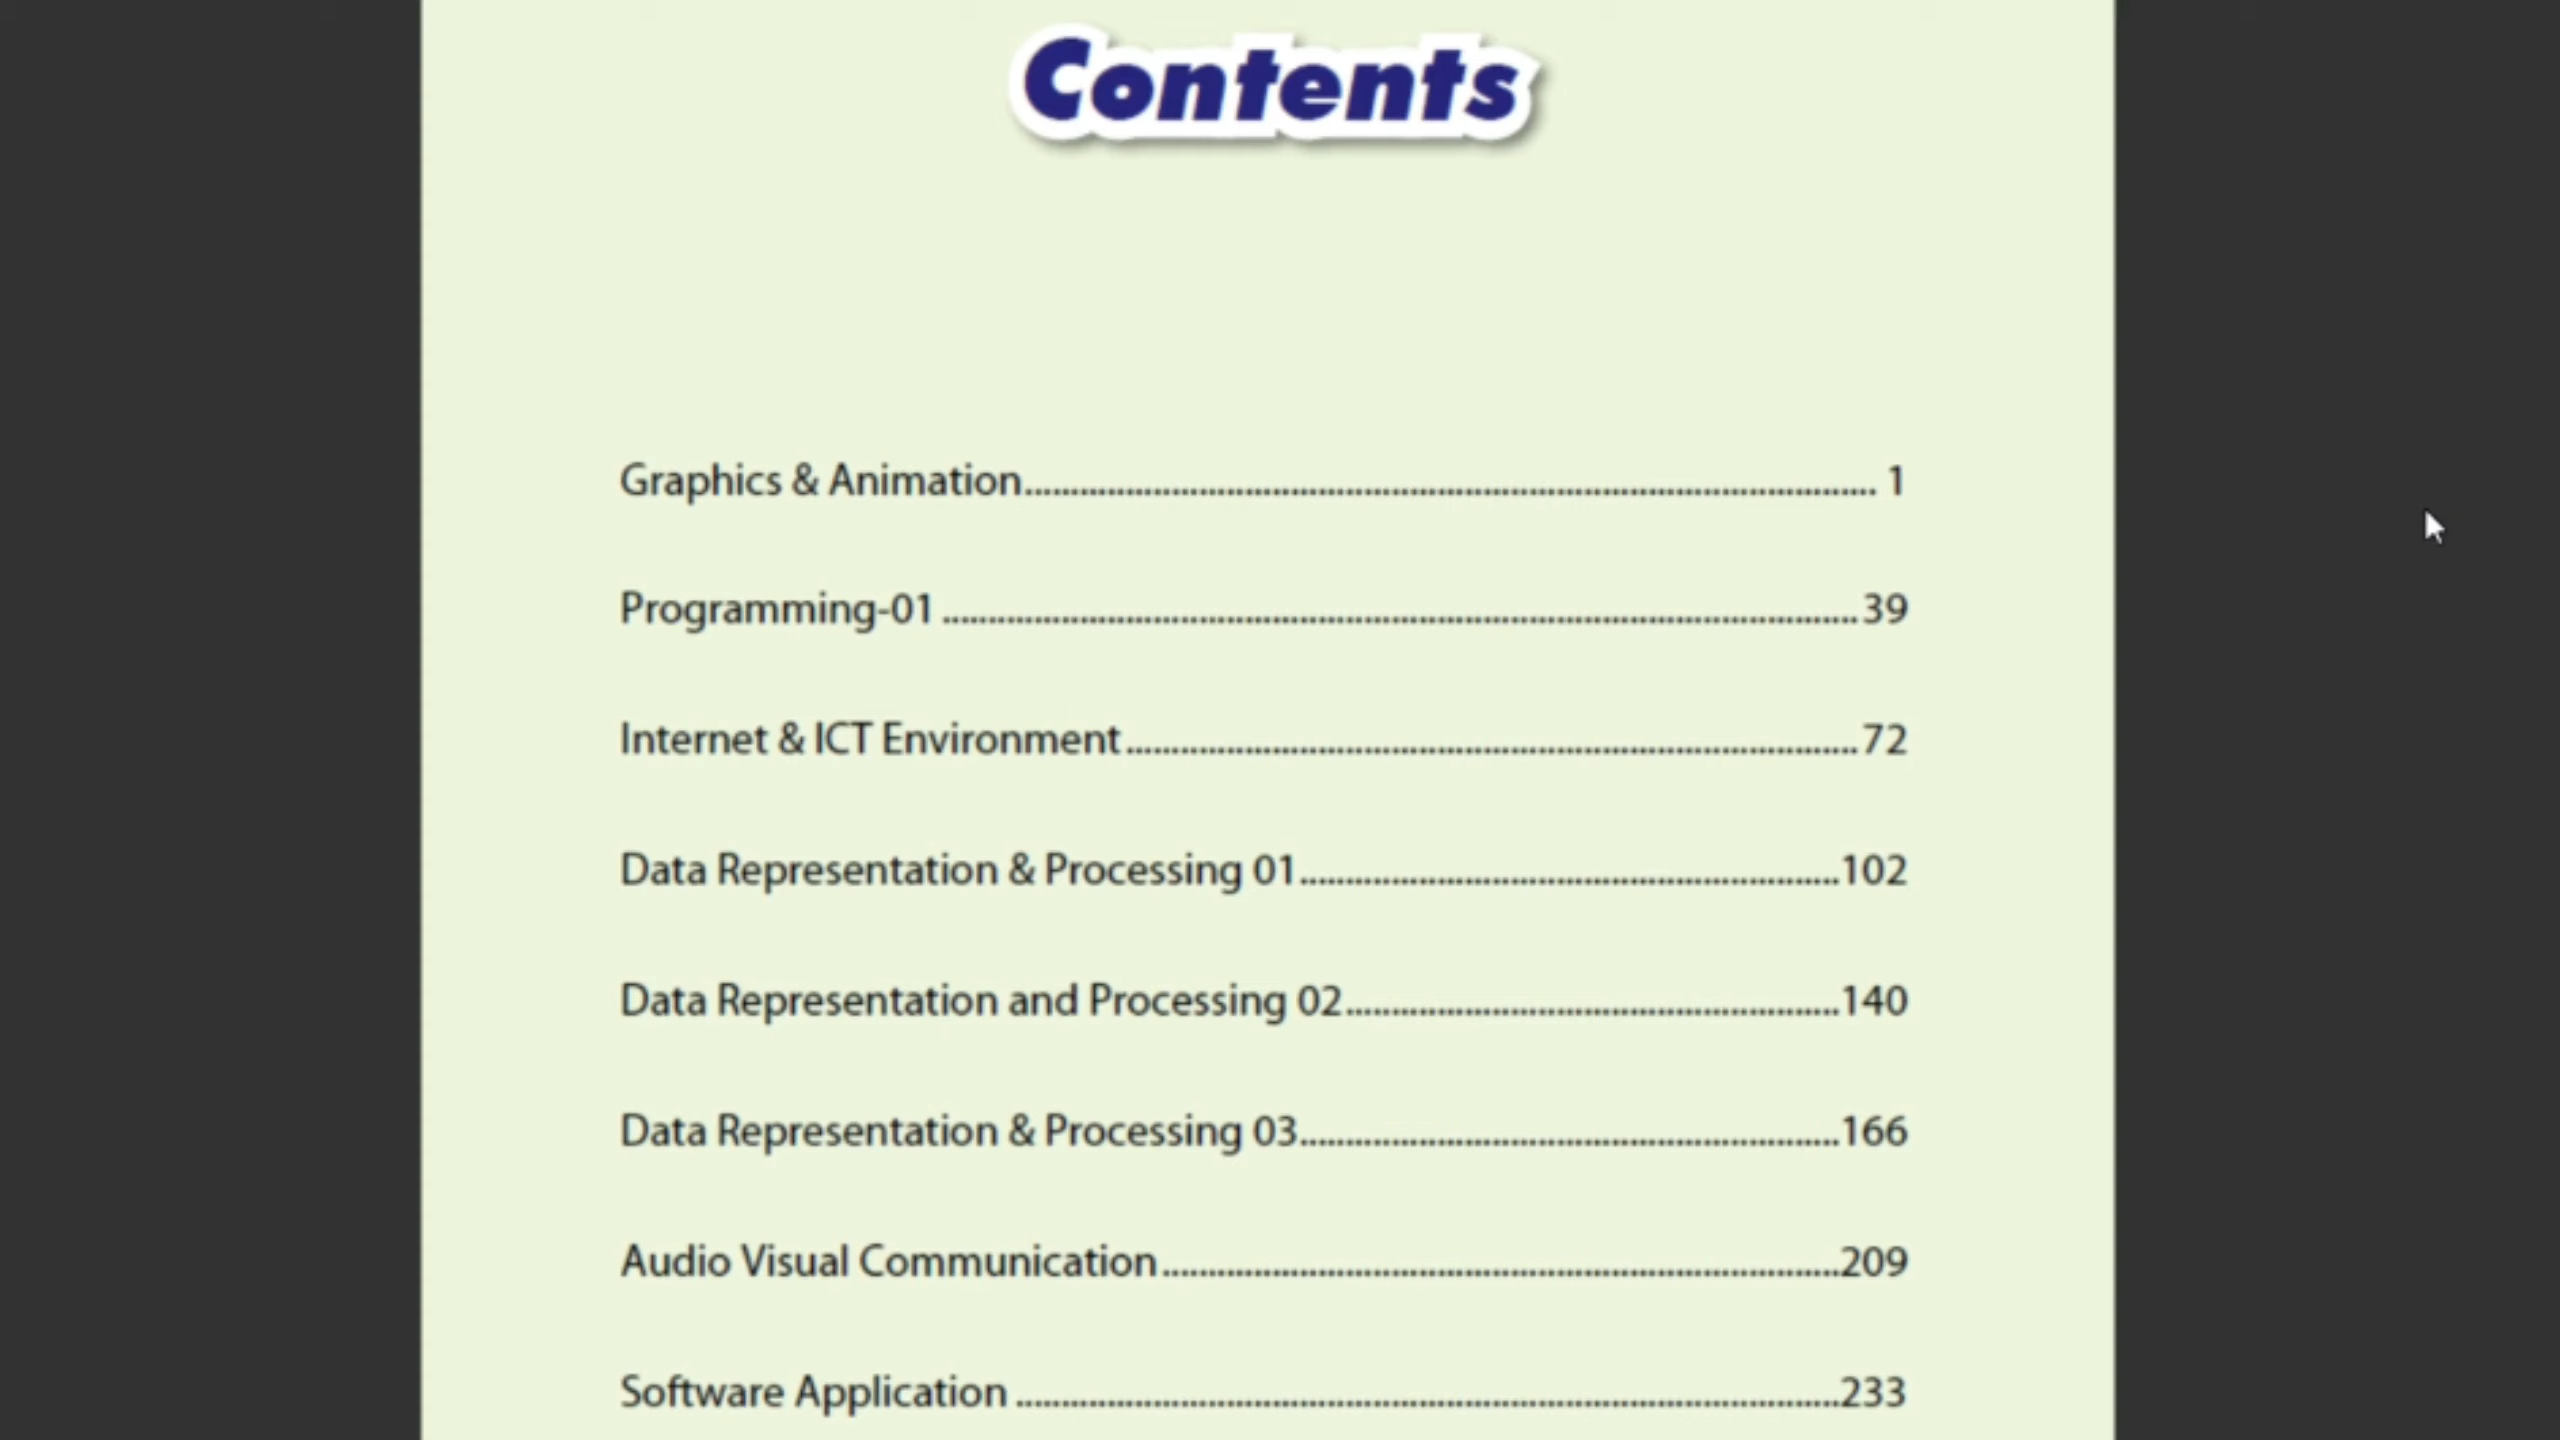 Contents
Graphics & Animation........................................................................................ 1
Programming-01 ...............................................................................................39
Internet & ICT Environment............................................................................72
Data Representation & Processing 01........................................................102
Data Representation and Processing 02...................................................140
Data Representation & Processing 03........................................................166
Audio Visual Communication......................................................................209
Software Application .....................................................................................233